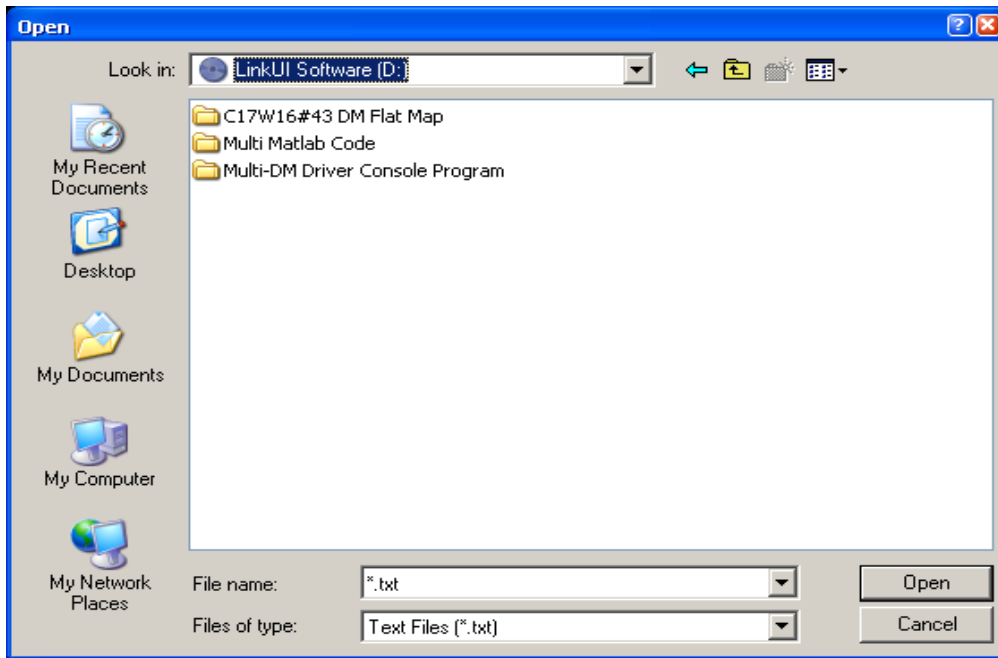 Open
Look in: LinkUI Software (D:)
C17W16#43 DM Flat Map
Multi Matlab Code
Multi-DM Driver Console Program
My Recent
Documents
Desktop
My Documents
My Computer
My Network
Places
File name: *.txt Open
Files of type: Text Files (*.txt) Cancel